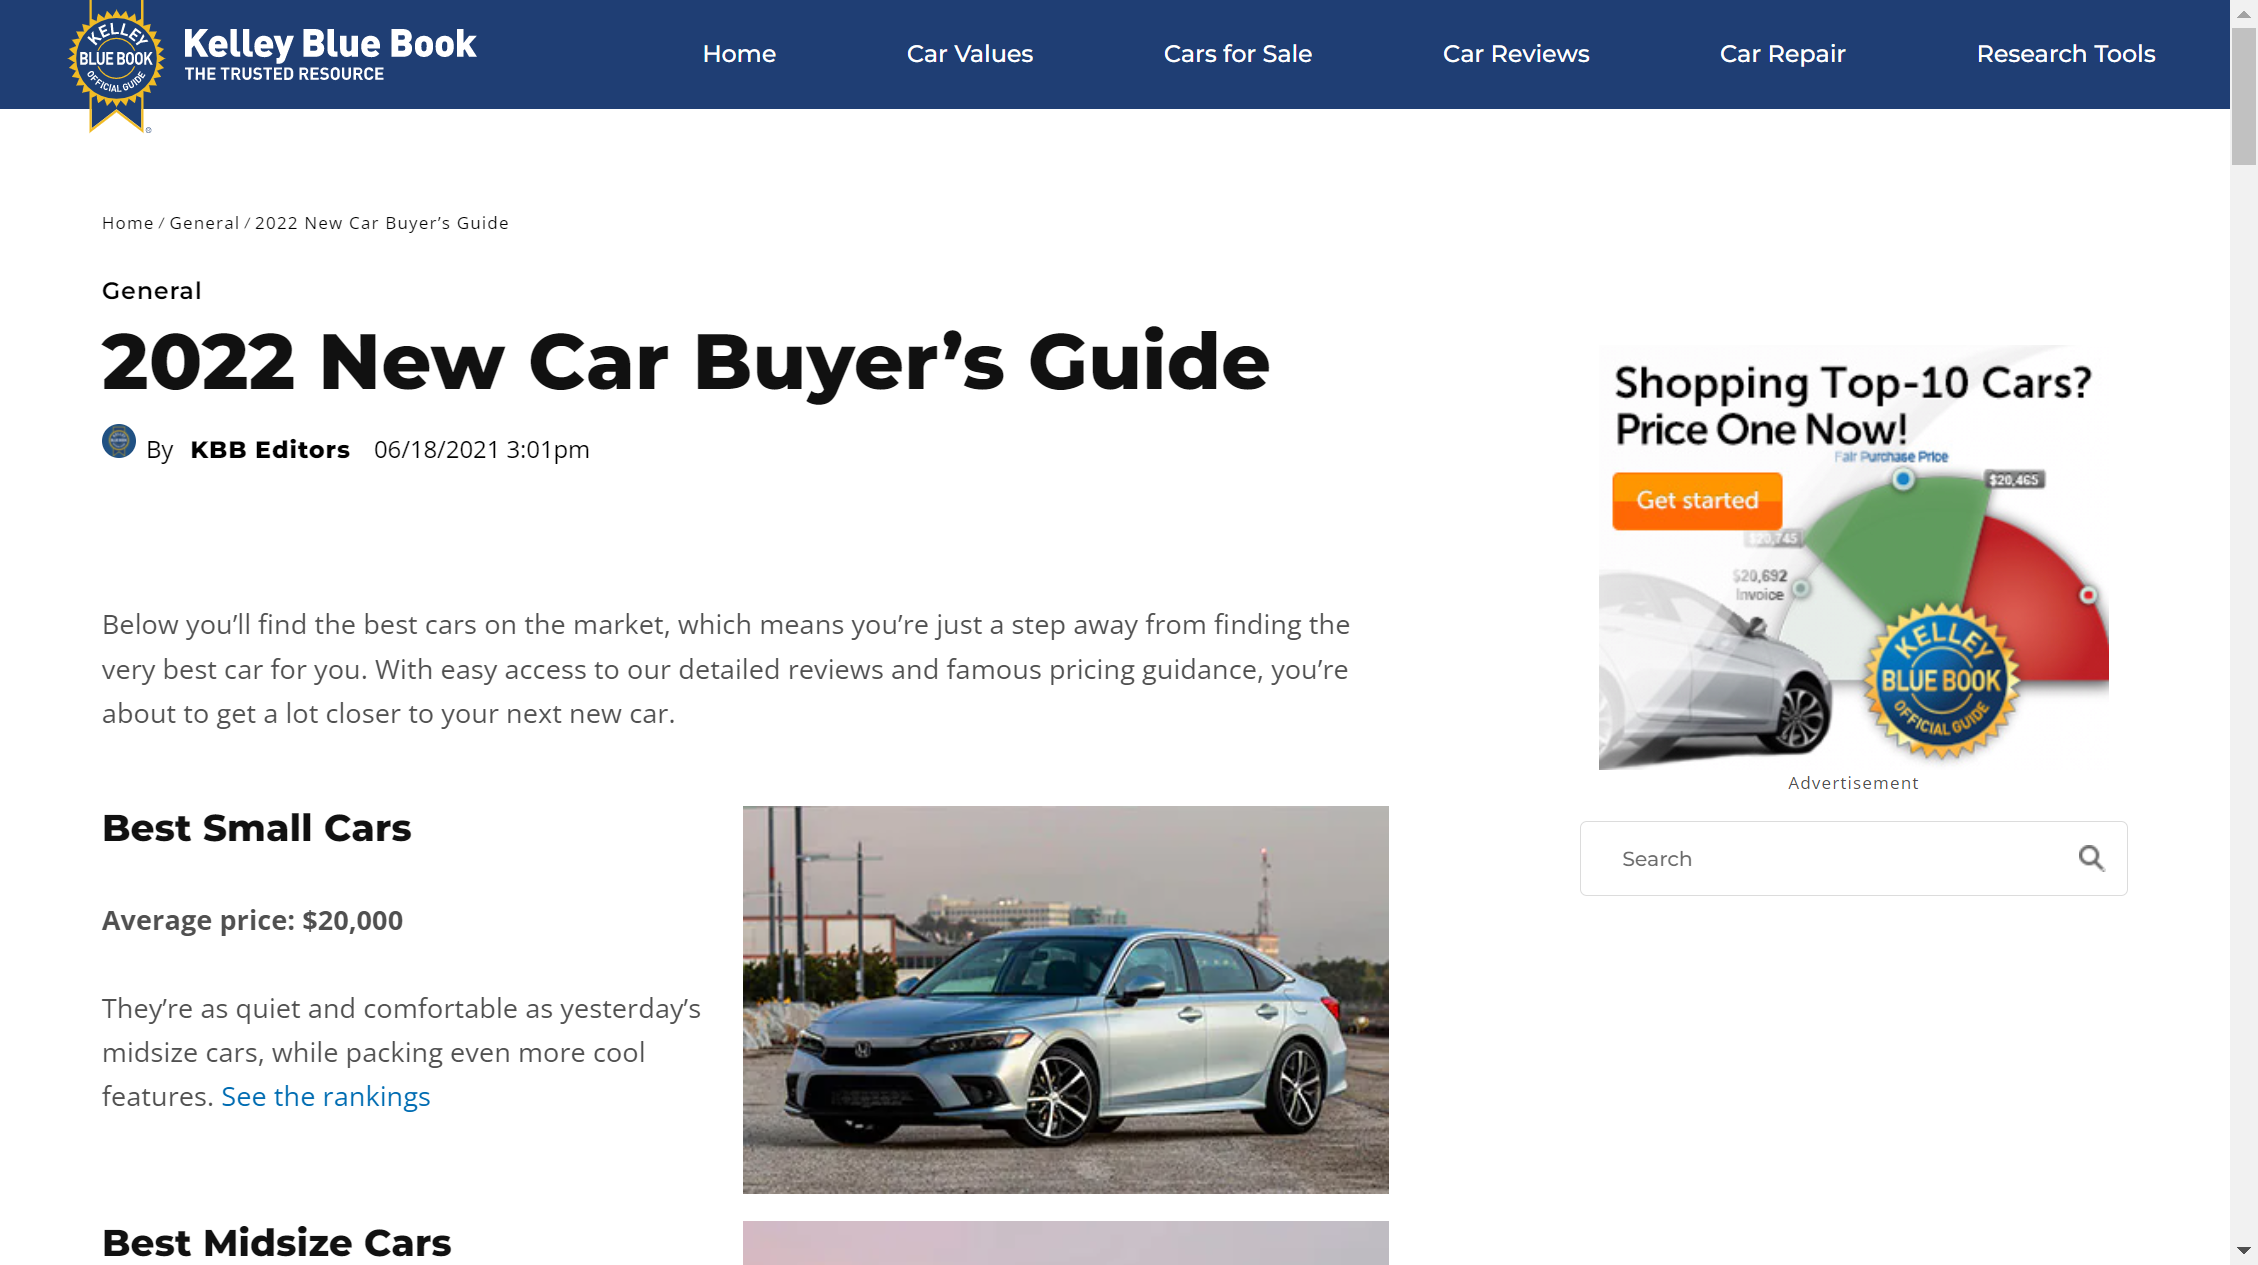 KELLEY
BLUE BOOK
OFFICIAL GUIDE
Kelley Blue Book
THE TRUSTED RESOURCE
Home
Car Values
Cars for Sale
Car Reviews
Car Repair
Research Tools
Home / General / 2022 New Car Buyer’s Guide
General
2022 New Car Buyer’s Guide
By KBB Editors 06/18/2021 3:01pm
Below you’ll find the best cars on the market, which means you’re just a step away from finding the
very best car for you. With easy access to our detailed reviews and famous pricing guidance, you’re
about to get a lot closer to your next new car.
Best Small Cars
Average price: $20,000
They’re as quiet and comfortable as yesterday’s
midsize cars, while packing even more cool
features. See the rankings
Best Midsize Cars
Shopping Top-10 Cars?
Price One Now!
Fair Purchase Price
$20,465
Get started
$20,745
$20,692
Invoice
KELLEY
BLUE BOOK
OFFICIAL GUIDE
Advertisement
Search